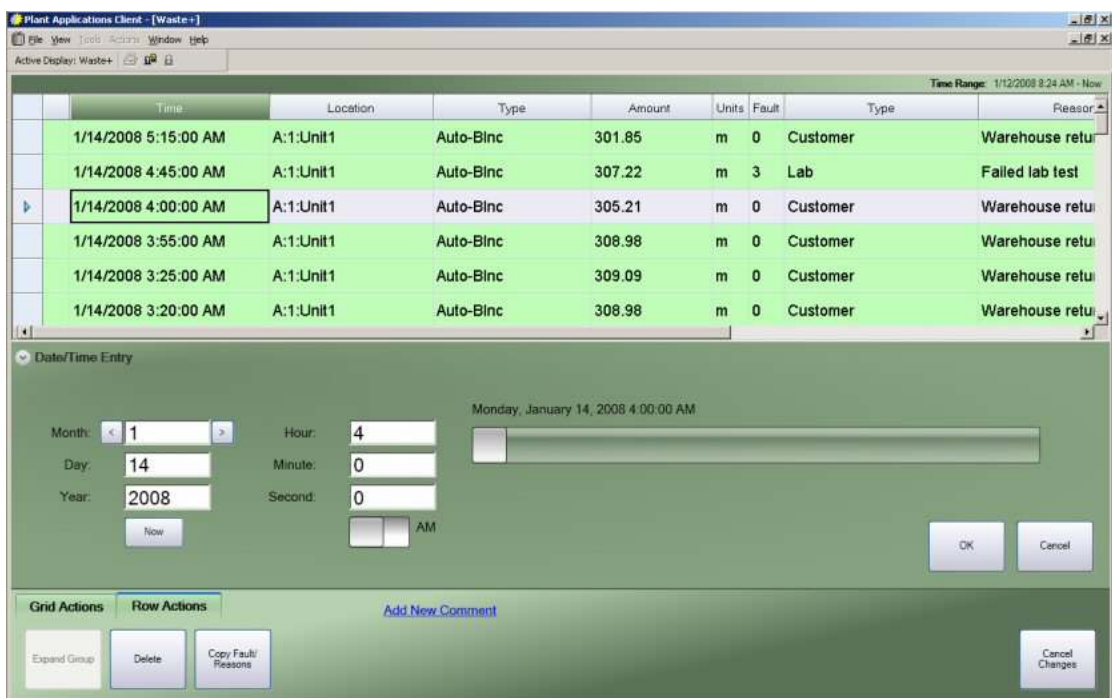 Plant Applications Client - [Waste+]
File View Tools Actions Window Help
Active Display: Waste+
Time Range: 1/12/2008 8:24 AM - Now
Time Location Type Amount Units Fault Type Reason
1/14/2008 5:15:00 AM A:1:Unit1 Auto-BInc 301.85 m 0 Customer Warehouse retu
1/14/2008 4:45:00 AM A:1:Unit1 Auto-BInc 307.22 m 3 Lab Failed lab test
1/14/2008 4:00:00 AM A:1:Unit1 Auto-BInc 305.21 m 0 Customer Warehouse retu
1/14/2008 3:55:00 AM A:1:Unit1 Auto-BInc 308.98 m 0 Customer Warehouse retu
1/14/2008 3:25:00 AM A:1:Unit1 Auto-BInc 309.09 m 0 Customer Warehouse retu
1/14/2008 3:20:00 AM A:1:Unit1 Auto-BInc 308.98 m 0 Customer Warehouse retu
Date/Time Entry
Monday, January 14, 2008 4:00:00 AM
Month: < 1 > Hour: 4
Day: 14 Minute: 0
Year: 2008 Second: 0
Now AM
OK Cancel
Grid Actions Row Actions Add New Comment
Expand Group Delete Copy Fault/
Reasons Cancel
Changes